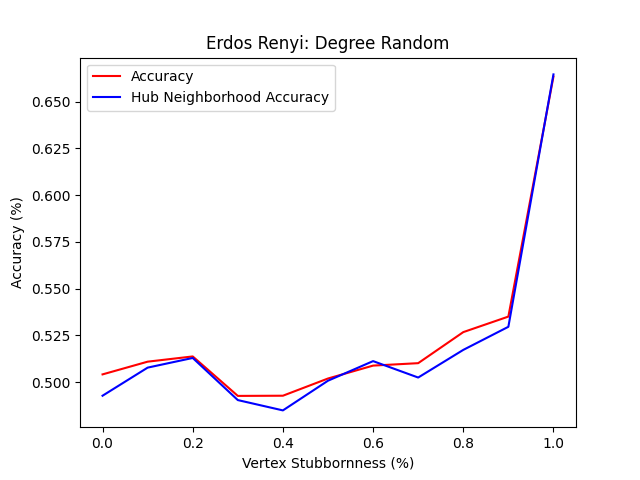 Erdos Renyi: Degree Random
Accuracy
Hub Neighborhood Accuracy
Accuracy (%)
0.650
0.625
0.600
0.575
0.550
0.525
0.500
0.0 0.2 0.4 0.6 0.8 1.0
Vertex Stubbornness (%)